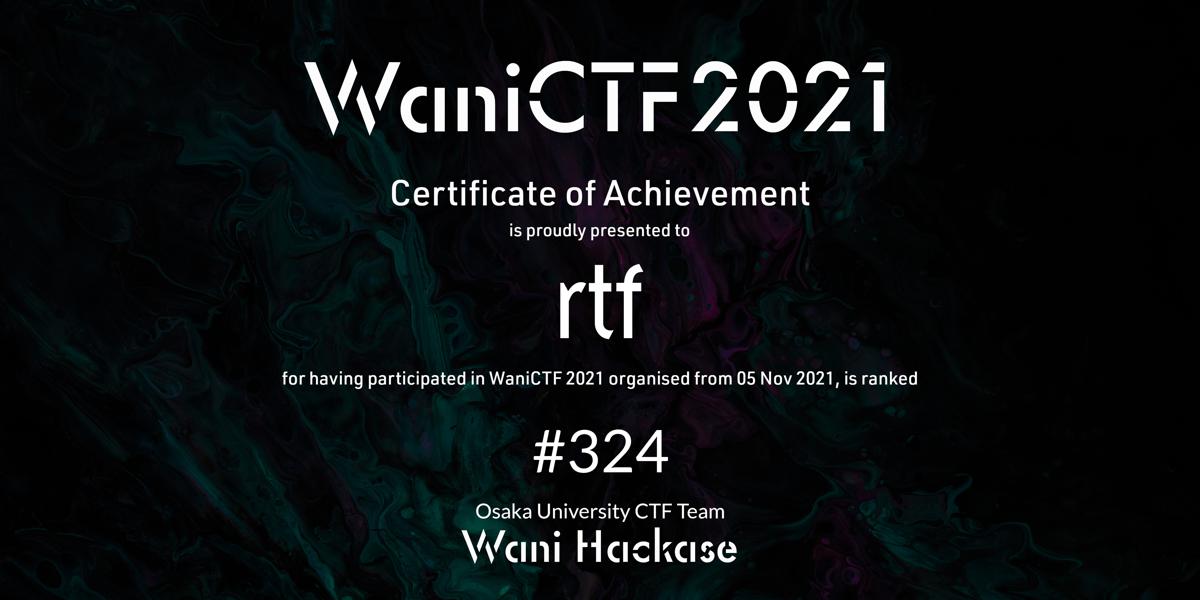 WaniCTF2021
Certificate of Achievement
is proudly presented to
rtf
for having participated in WaniCTF 2021 organised from 05 Nov 2021, is ranked
#324
Osaka University CTF Team
Wani Hackase